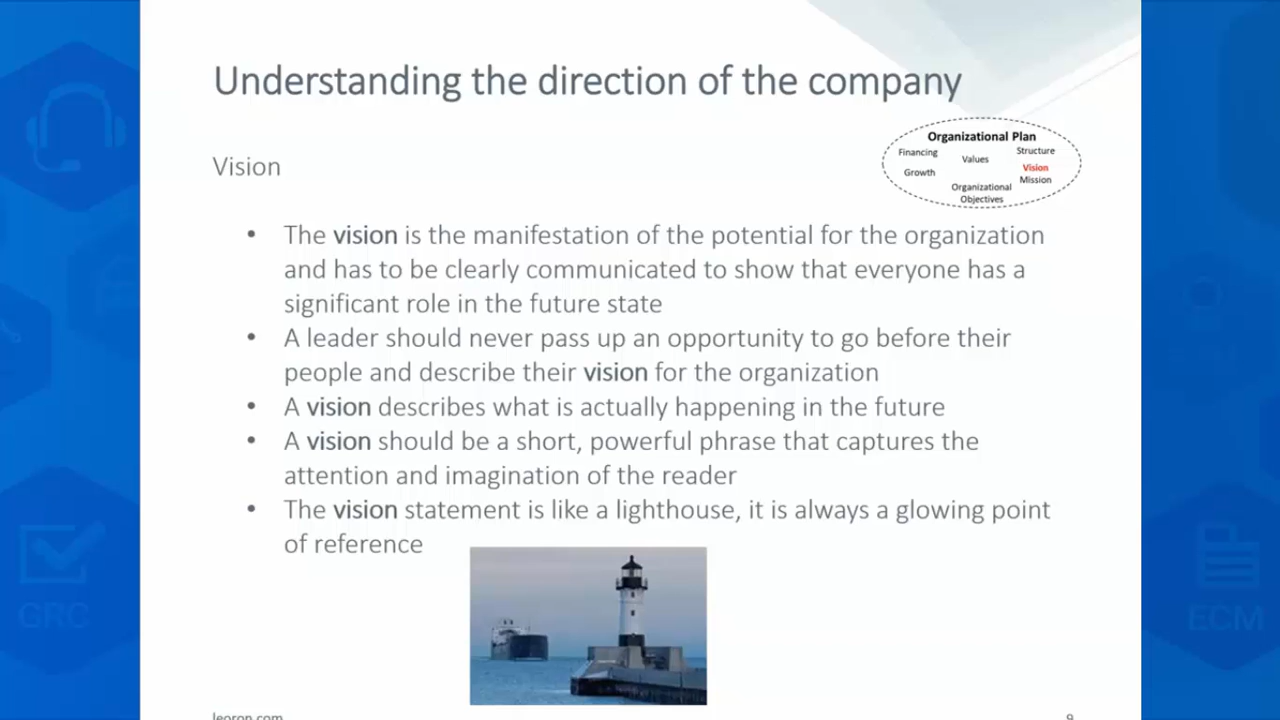 Understanding the direction of the company
Organizational Plan
Financing
Values
Structure
Growth
Vision
Mission
Organizational
Objectives
Vision
• The vision is the manifestation of the potential for the organization
and has to be clearly communicated to show that everyone has a
significant role in the future state
• A leader should never pass up an opportunity to go before their
people and describe their vision for the organization
• A vision describes what is actually happening in the future
• A vision should be a short, powerful phrase that captures the
attention and imagination of the reader
• The vision statement is like a lighthouse, it is always a glowing point
of reference
GRC
ECM
leoron.com
9